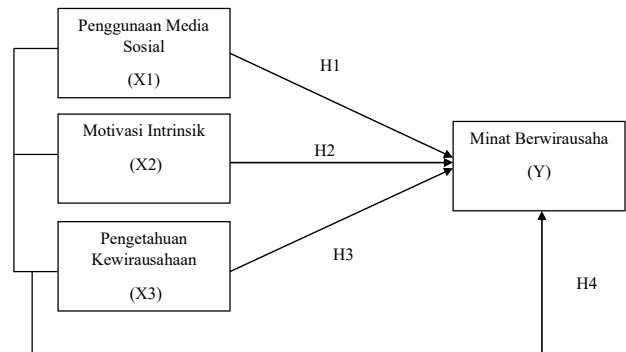 Penggunaan Media
Sosial
(X1)
H1
Motivasi Intrinsik
(X2)
H2
Minat Berwirausaha
(Y)
Pengetahuan
Kewirausahaan
(X3)
H3
H4